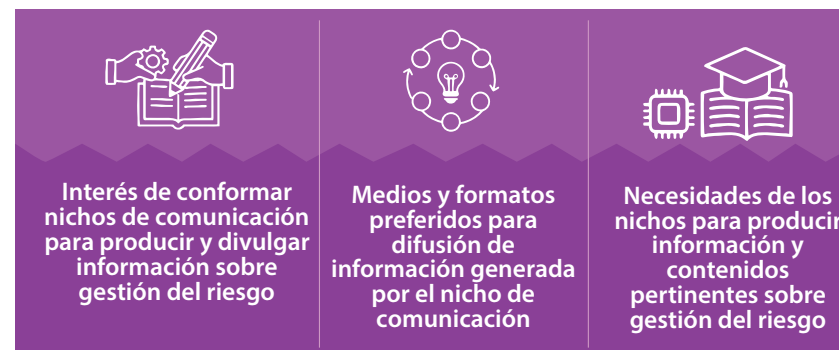 Interés de conformar
nichos de comunicación
para producir y divulgar
información sobre
gestión del riesgo
Medios y formatos
preferidos para
difusión de
información generada
por el nicho de
comunicación
Necesidades de los
nichos para producir
información y
contenidos
pertinentes sobre
gestión del riesgo